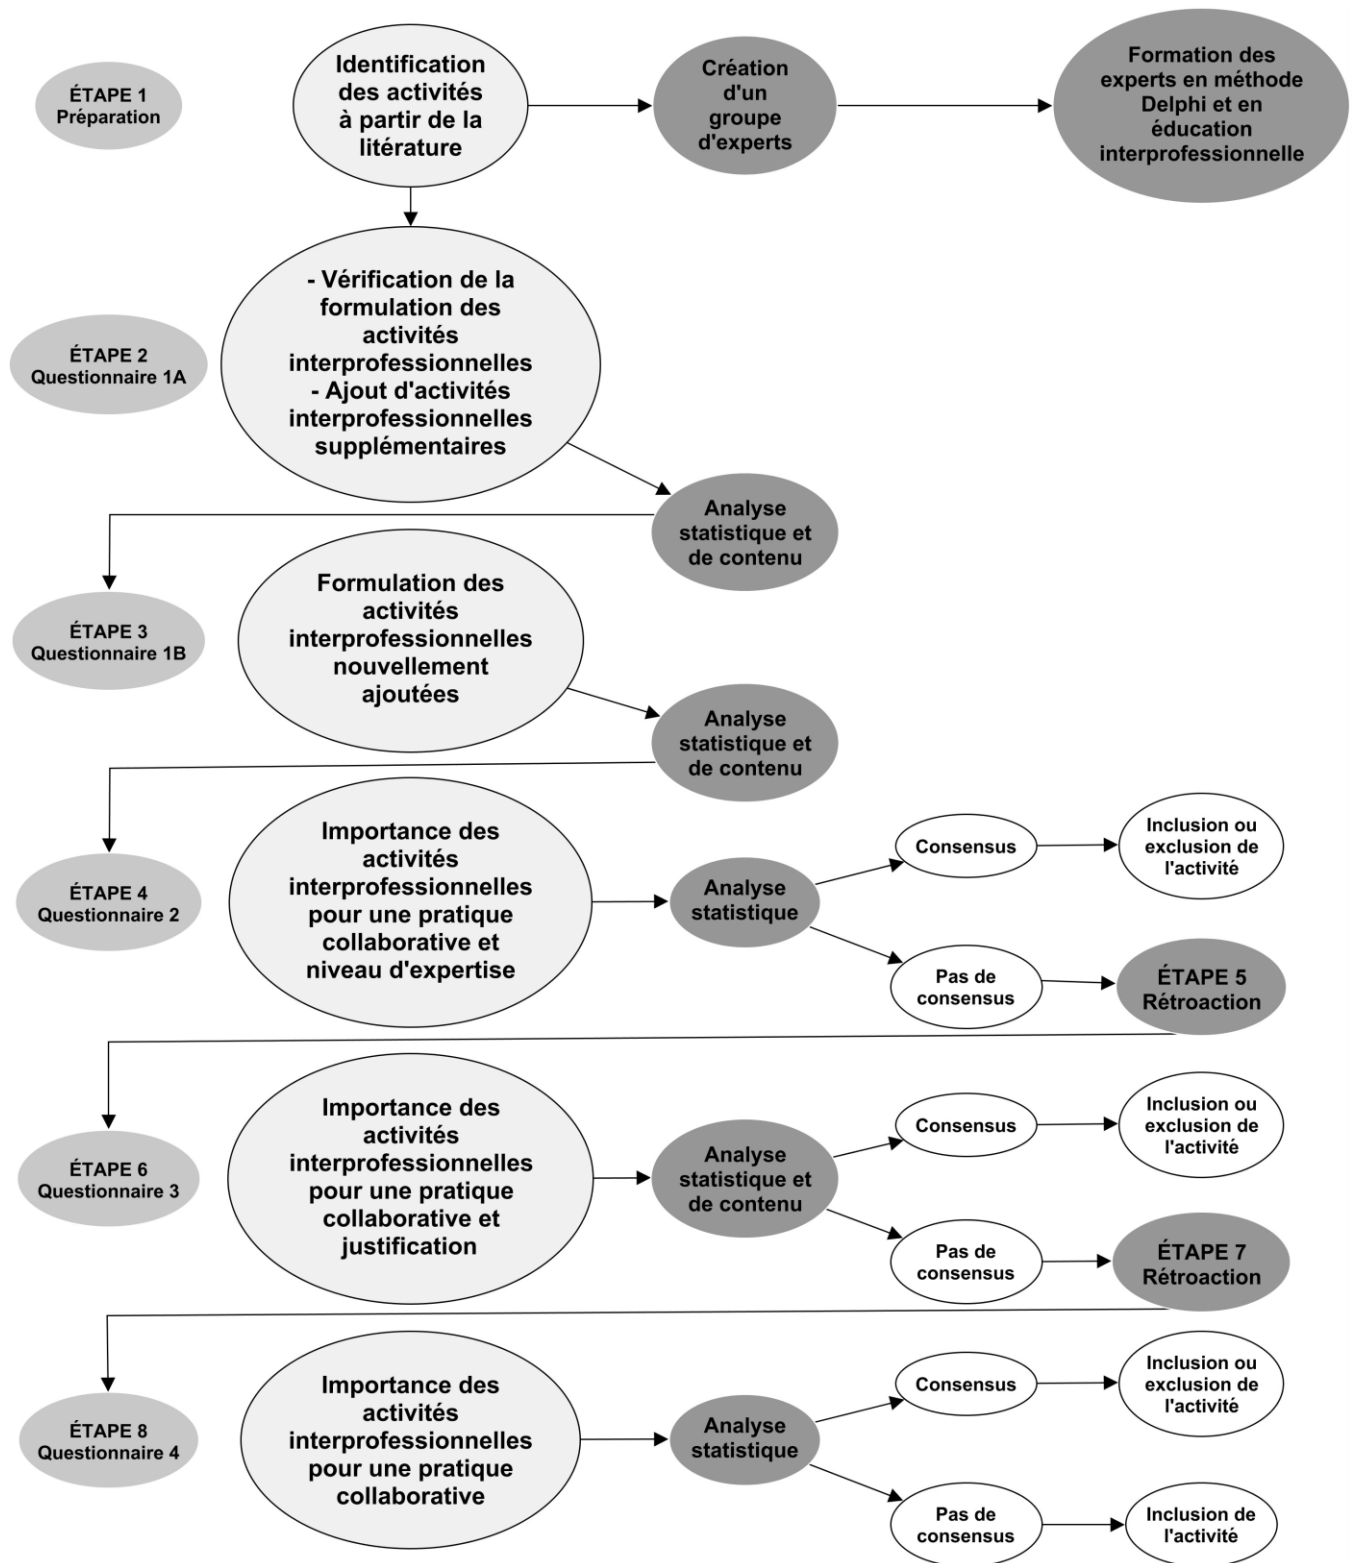 ÉTAPE 1
Préparation
Identification
des activités
à partir de la
litérature
Création
d'un
groupe
d'experts
Formation des
experts en méthode
Delphi et en
éducation
interprofessionnelle
ÉTAPE 2
Questionnaire 1A
- Vérification de la
formulation des
activités
interprofessionnelles
- Ajout d'activités
interprofessionnelles
supplémentaires
Analyse
statistique et
de contenu
ÉTAPE 3
Questionnaire 1B
Formulation des
activités
interprofessionnelles
nouvellement
ajoutées
Analyse
statistique et
de contenu
ÉTAPE 4
Questionnaire 2
Importance des
activités
interprofessionnelles
pour une pratique
collaborative et
niveau d'expertise
Analyse
statistique
Consensus
Inclusion ou
exclusion de
l'activité
Pas de
consensus
ÉTAPE 5
Rétroaction
ÉTAPE 6
Questionnaire 3
Importance des
activités
interprofessionnelles
pour une pratique
collaborative et
justification
Analyse
statistique et
de contenu
Consensus
Inclusion ou
exclusion de
l'activité
Pas de
consensus
ÉTAPE 7
Rétroaction
ÉTAPE 8
Questionnaire 4
Importance des
activités
interprofessionnelles
pour une pratique
collaborative
Analyse
statistique
Consensus
Inclusion ou
exclusion de
l'activité
Pas de
consensus
Inclusion de
l'activité